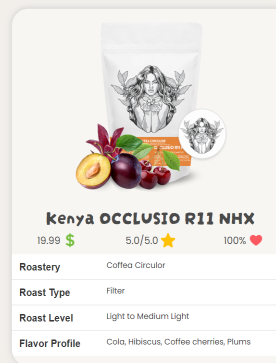 Kenya OCCLUSIO RII NHX
19.99 5.0/5.0 100%
Roastery Coffea Circulor
Roast Type Filter
Roast Level Light to Medium Light
Flavor Profile Cola, Hibiscus, Coffee cherries, Plums